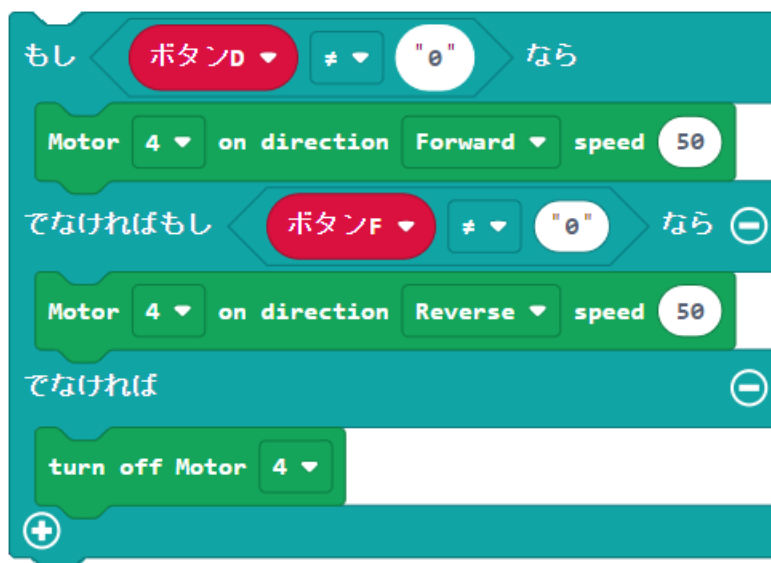 もし ボタンD ≠ "0" なら
Motor 4 on direction Forward speed 50
でなければもし ボタンF ≠ "0" なら
Motor 4 on direction Reverse speed 50
でなければ
turn off Motor 4